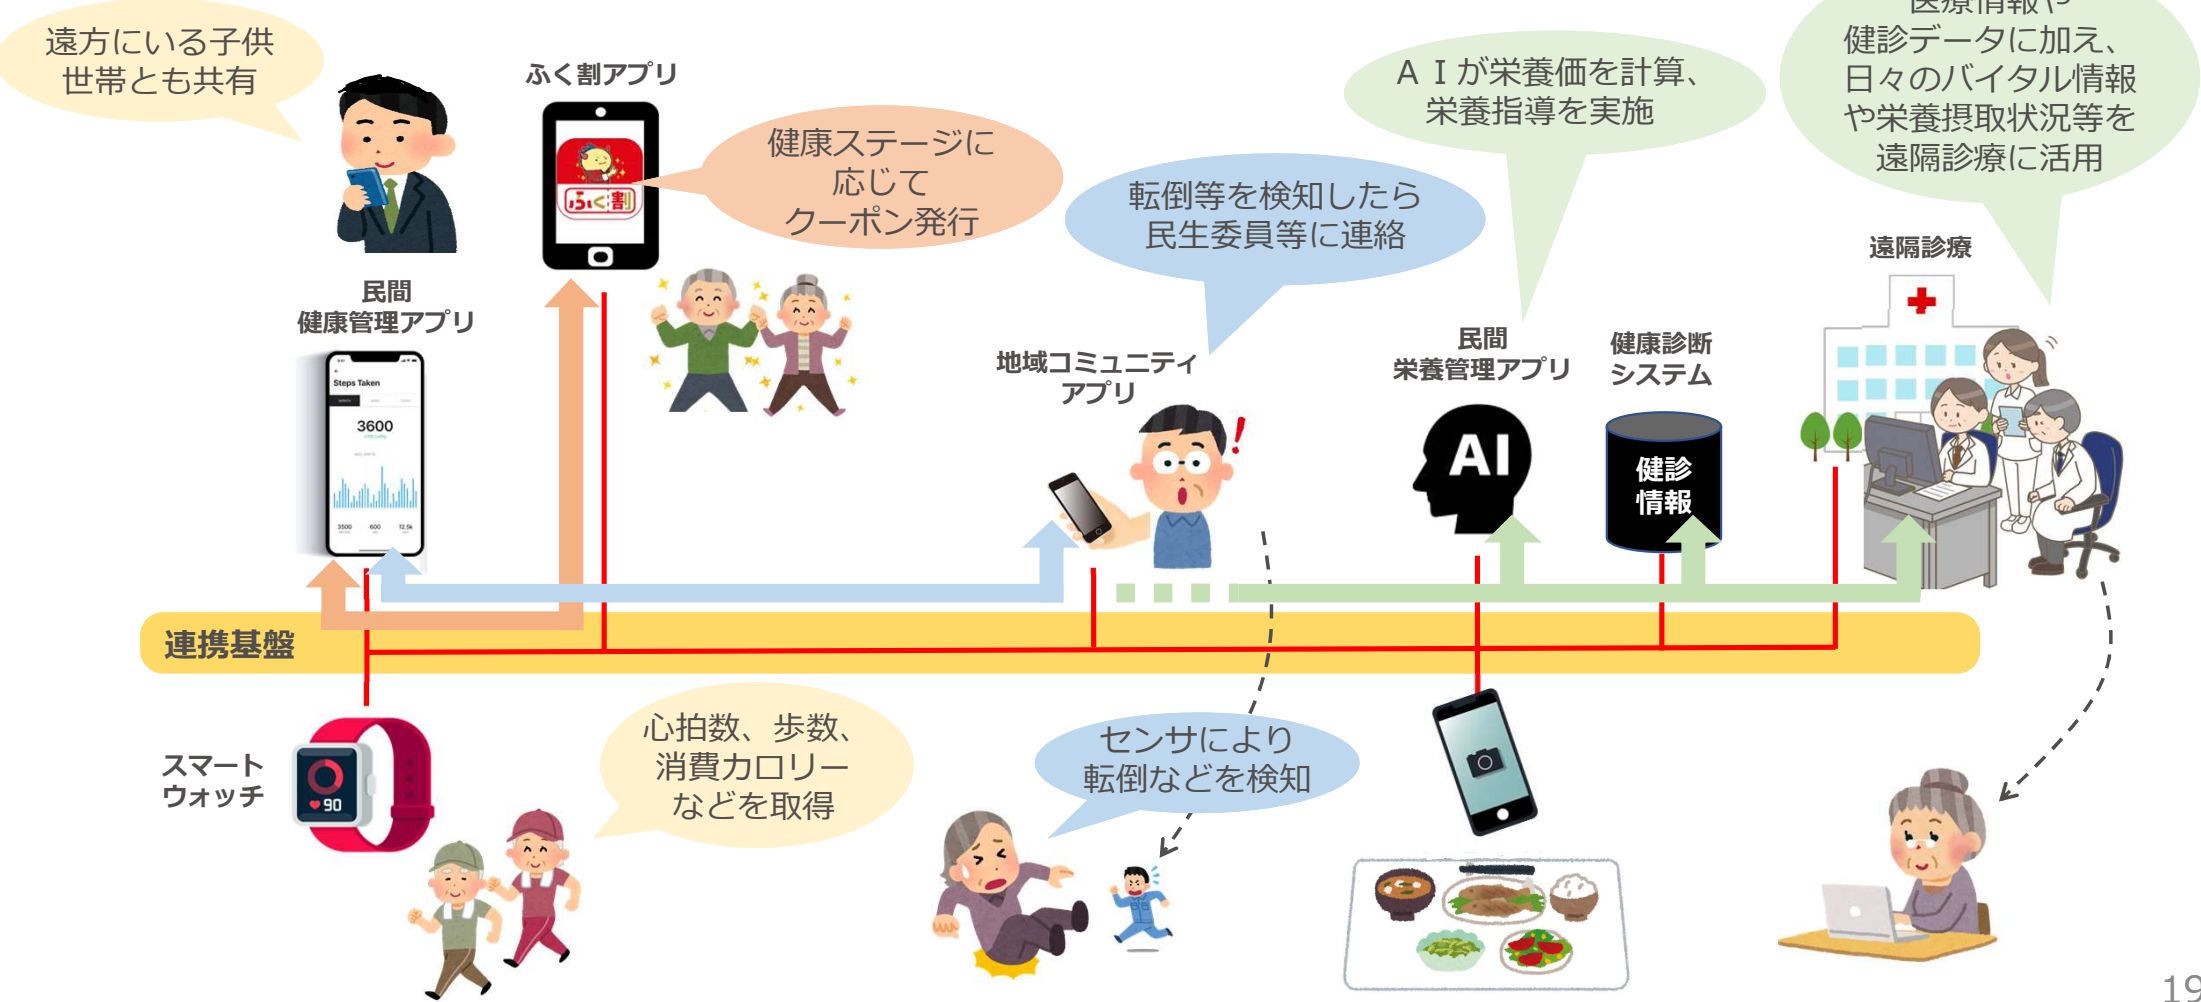 遠方にいる子供
世帯とも共有
ふく割アプリ
ふく割
健康ステージに
応じて
クーポン発行
転倒等を検知したら
民生委員等に連絡
ＡＩが栄養価を計算、
栄養指導を実施
医療情報や
健診データに加え、
日々のバイタル情報
や栄養摂取状況等を
遠隔診療に活用
遠隔診療
民間
健康管理アプリ
Steps Taken
3600
3500
600
12.5k
地域コミュニティ
アプリ
民間
栄養管理アプリ
AI
健康診断
システム
健診
情報
連携基盤
スマート
ウォッチ
90
心拍数、歩数、
消費カロリー
などを取得
センサにより
転倒などを検知
19